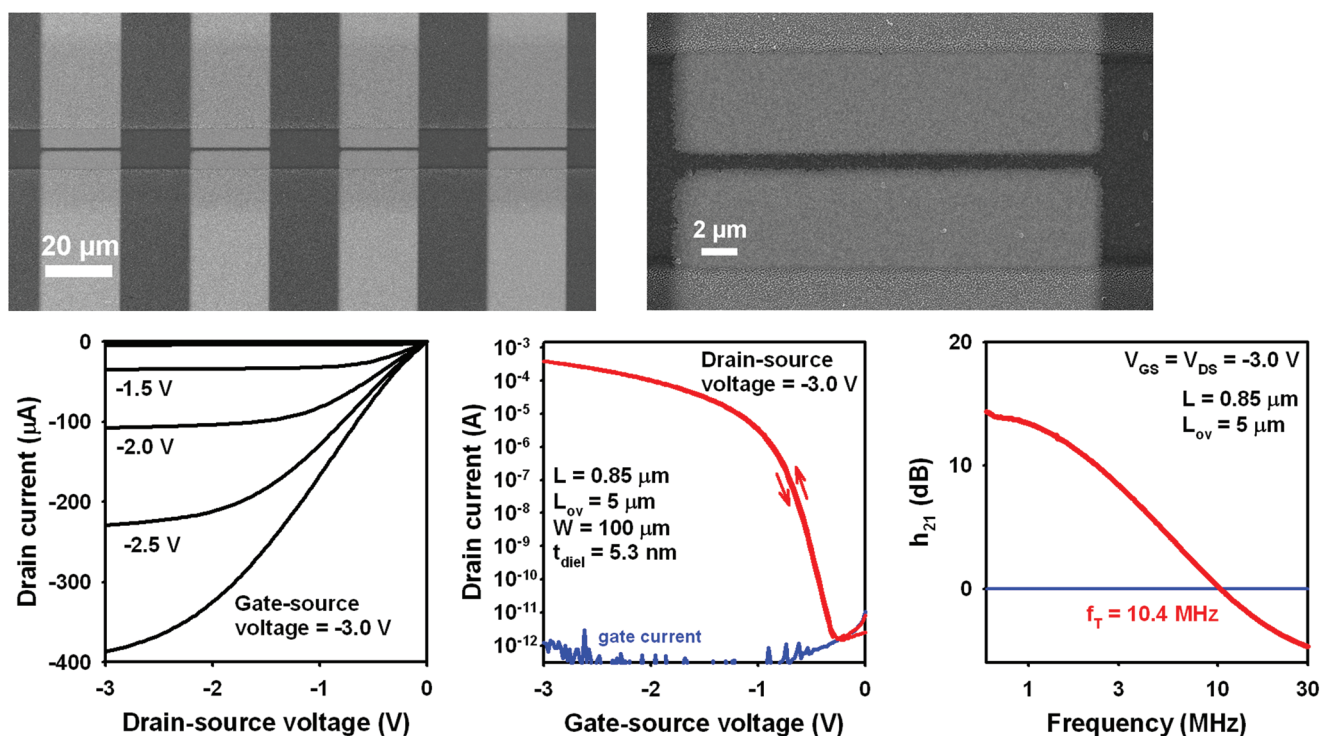 20 µm
2 µm
0
-100
-200
-300
-400
Drain current (µA)
-1.5 V
-2.0 V
-2.5 V
Gate-source
voltage = -3.0 V
-3
-2
-1
0
Drain-source voltage (V)
10⁻³
10⁻⁴
10⁻⁵
10⁻⁶
10⁻⁷
10⁻⁸
10⁻⁹
10⁻¹⁰
10⁻¹¹
10⁻¹²
Drain current (A)
Drain-source
voltage = -3.0 V
L = 0.85 µm
Lov = 5 µm
W = 100 µm
tdiel = 5.3 nm
gate current
-3
-2
-1
0
Gate-source voltage (V)
20
10
0
h21 (dB)
VGS = VDS = -3.0 V
L = 0.85 µm
Lov = 5 µm
fT = 10.4 MHz
1
3
10
30
Frequency (MHz)